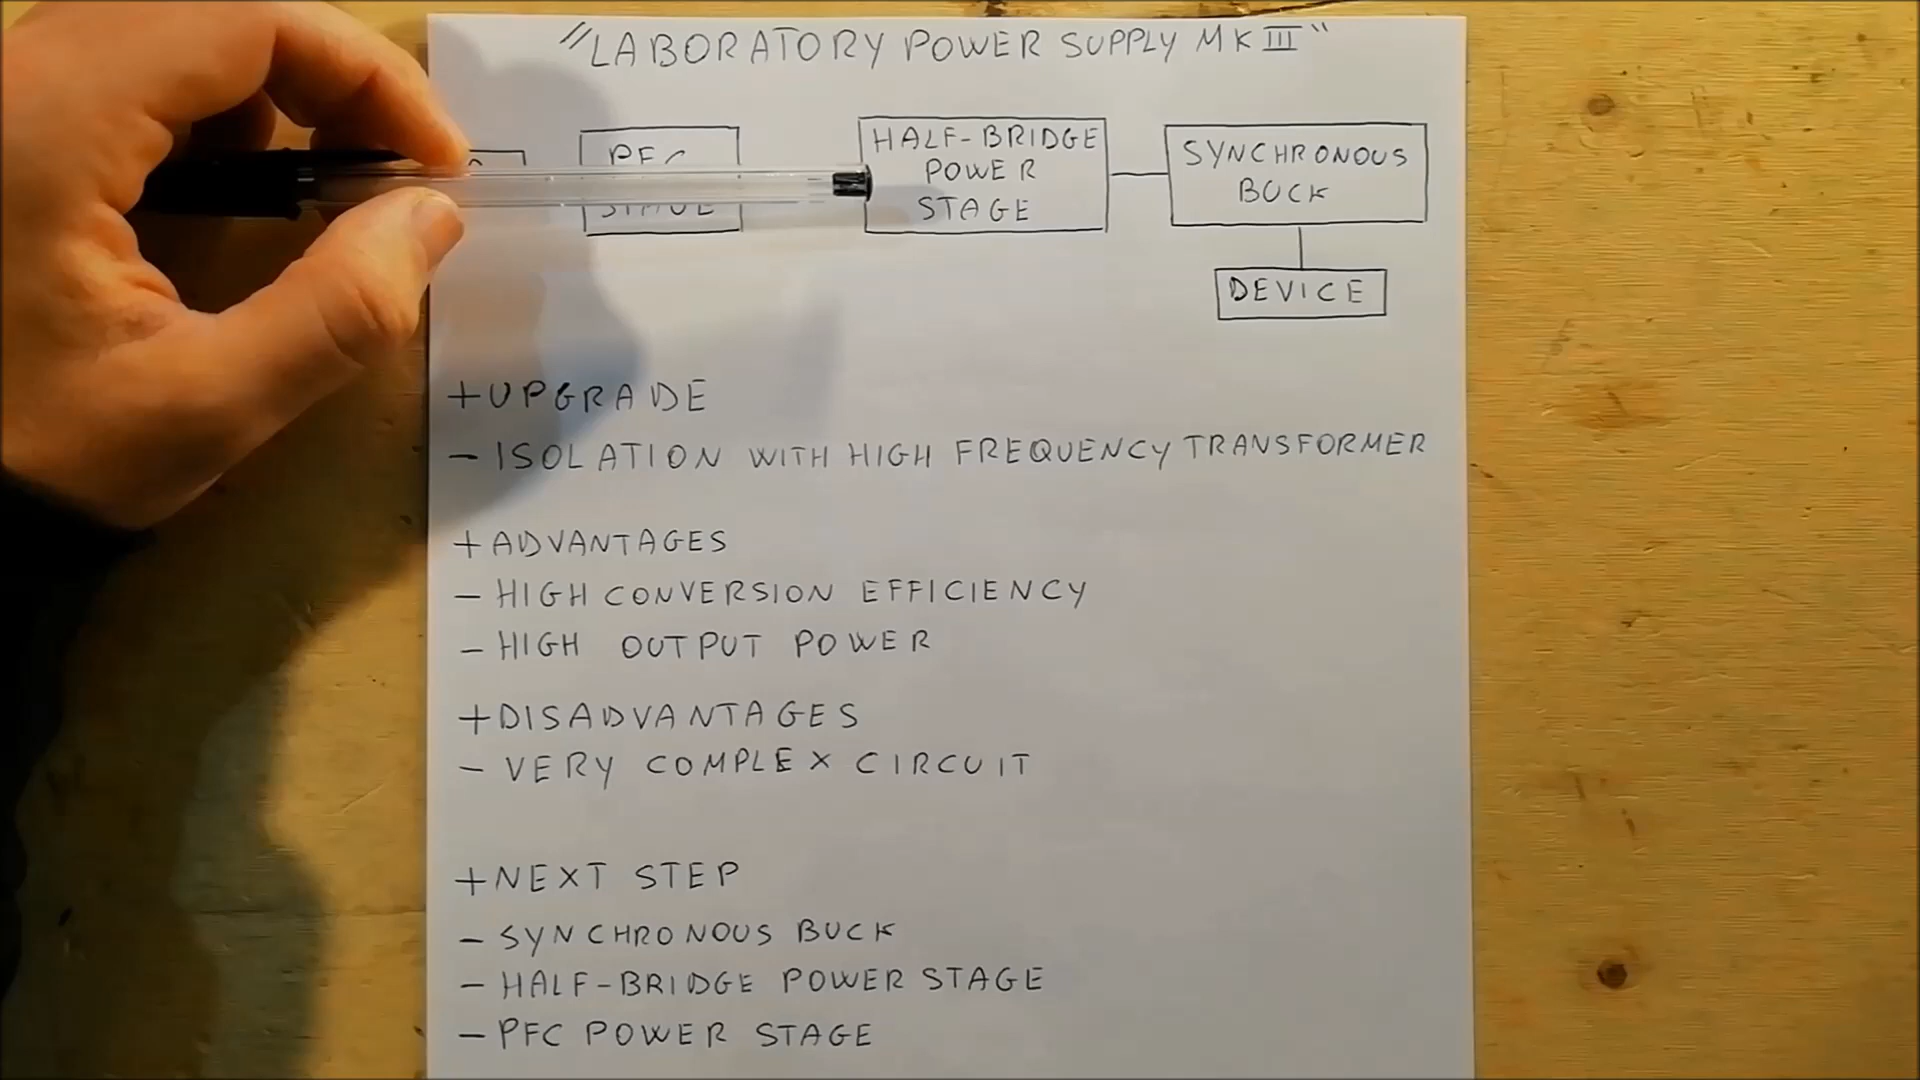 "LABORATORY POWER SUPPLY MK III"
PFC
STAGE
HALF-BRIDGE
POWER
STAGE
SYNCHRONOUS
BUCK
DEVICE
+UPGRADE
- ISOLATION WITH HIGH FREQUENCY TRANSFORMER
+ADVANTAGES
- HIGH CONVERSION EFFICIENCY
- HIGH OUTPUT POWER
+DISADVANTAGES
- VERY COMPLEX CIRCUIT
+NEXT STEP
- SYNCHRONOUS BUCK
- HALF-BRIDGE POWER STAGE
- PFC POWER STAGE